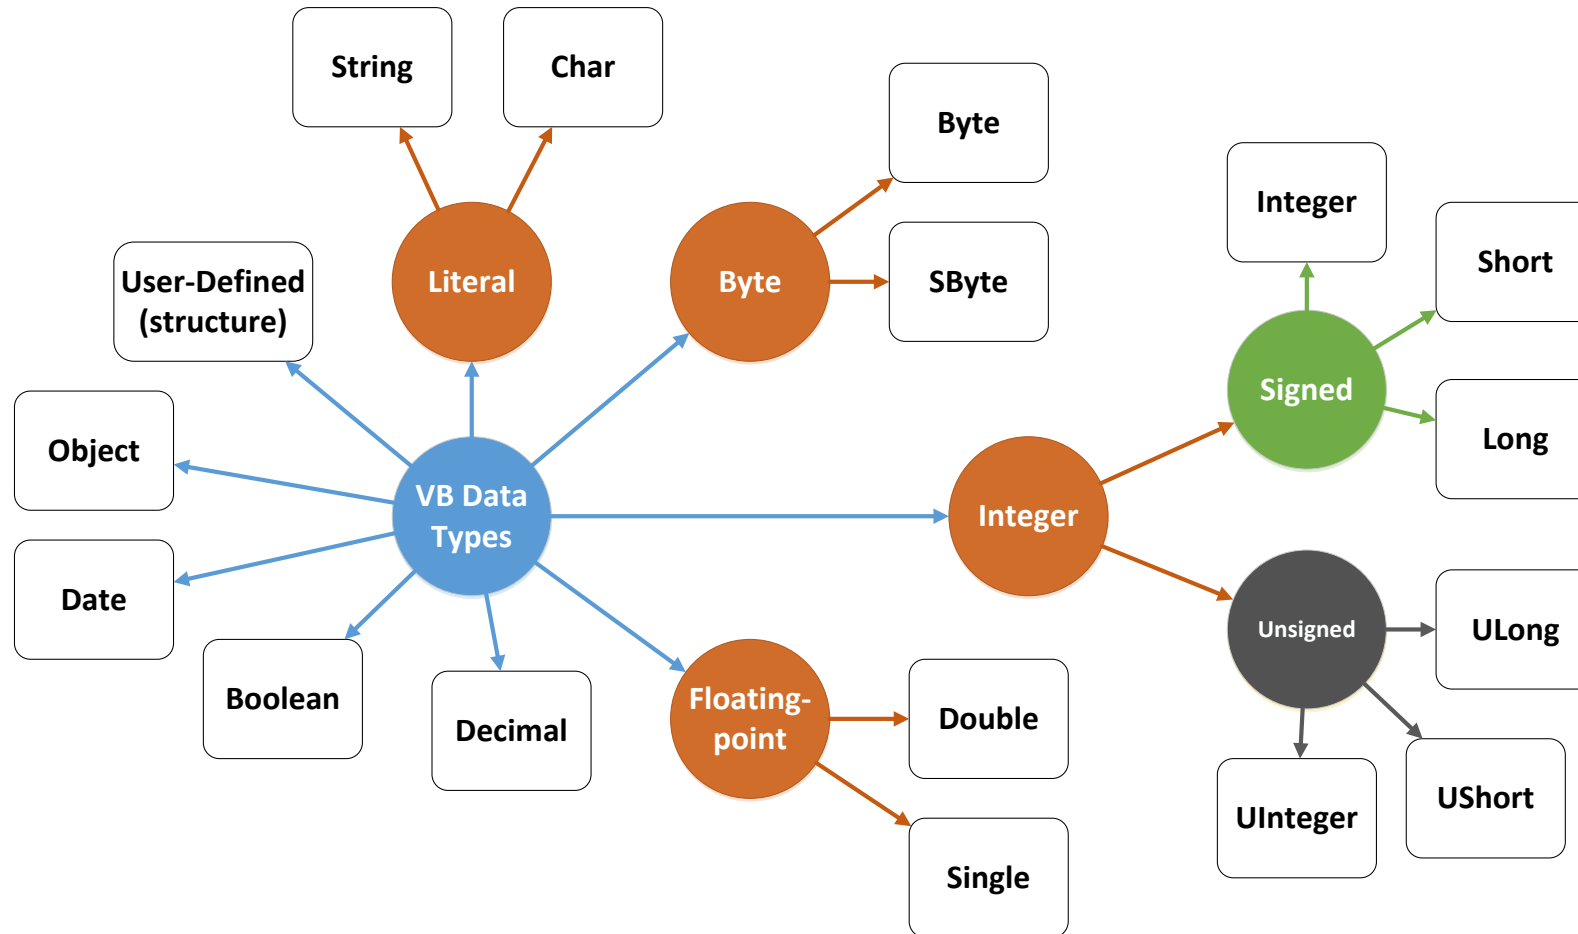 String
Char
Byte
Integer
Short
User-Defined
(structure)
Literal
Byte
SByte
Signed
Object
Long
VB Data
Types
Integer
Date
Unsigned
ULong
Boolean
Decimal
Floating-
point
Double
UInteger
UShort
Single